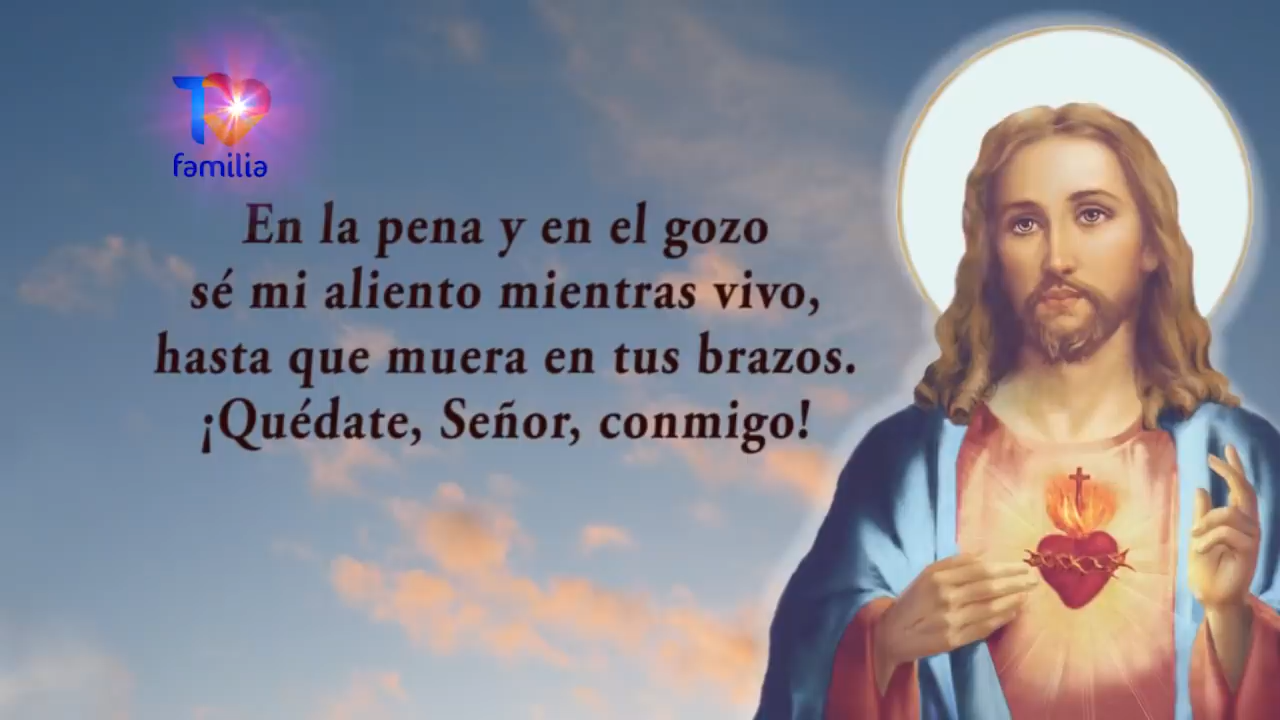 T
familia
En la pena y en el gozo
sé mi aliento mientras vivo,
hasta que muera en tus brazos.
¡Quédate, Señor, conmigo!